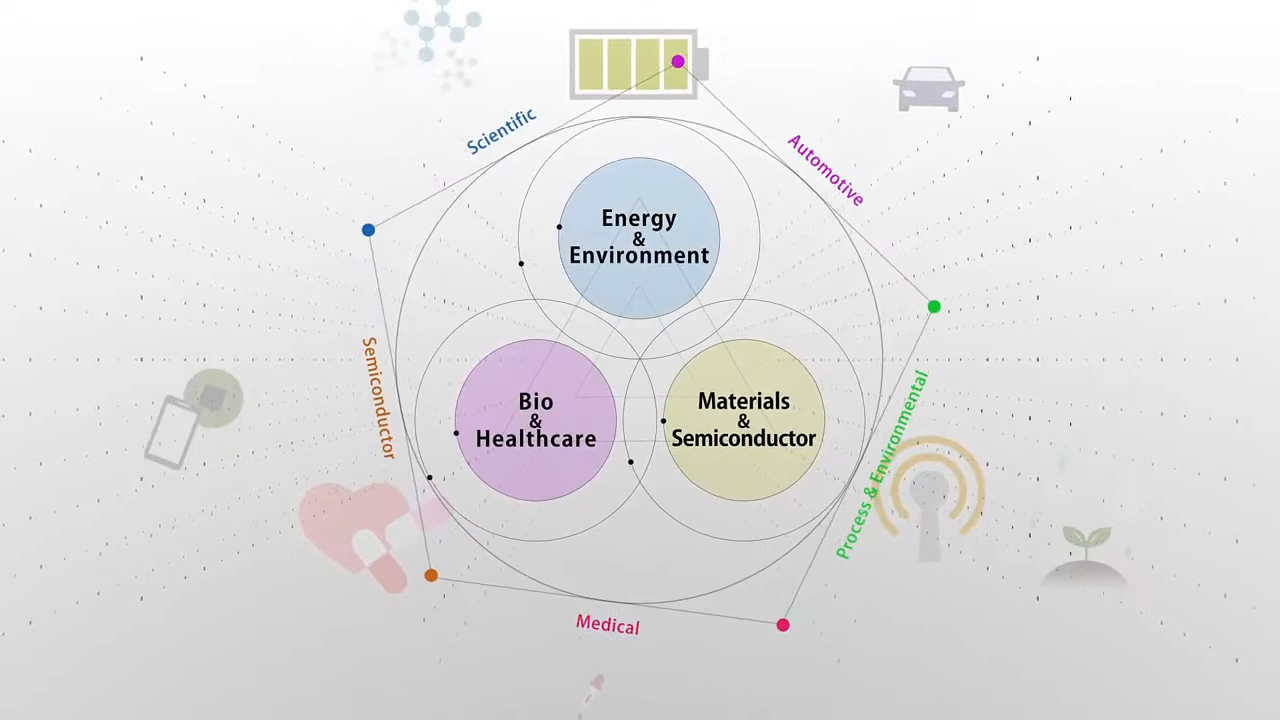 Scientific
Automotive
Energy
&
Environment
Semiconductor
Process & Environmental
Bio
&
Healthcare
Materials
&
Semiconductor
Medical